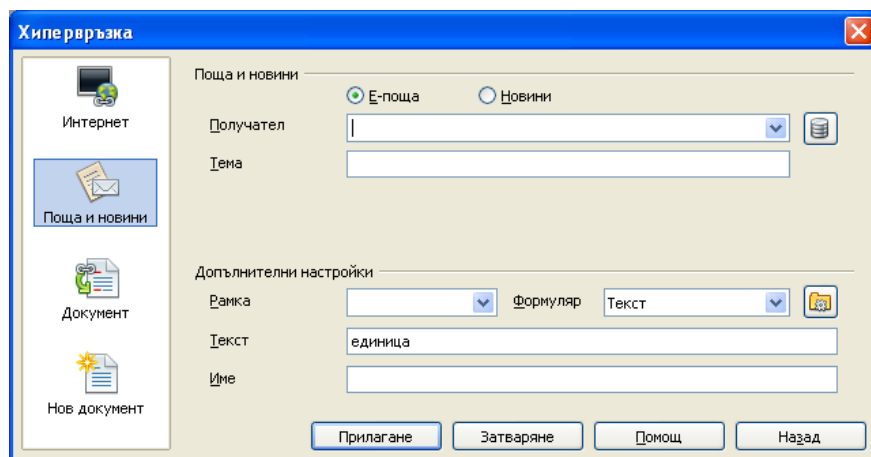 Хипервръзка
Интернет
Поща и новини
Документ
Нов документ
Поща и новини
Е-поща Новини
Получател
Тема
Допълнителни настройки
Рамка Формуляр Текст
Текст единица
Име
Прилагане Затваряне Помощ Назад